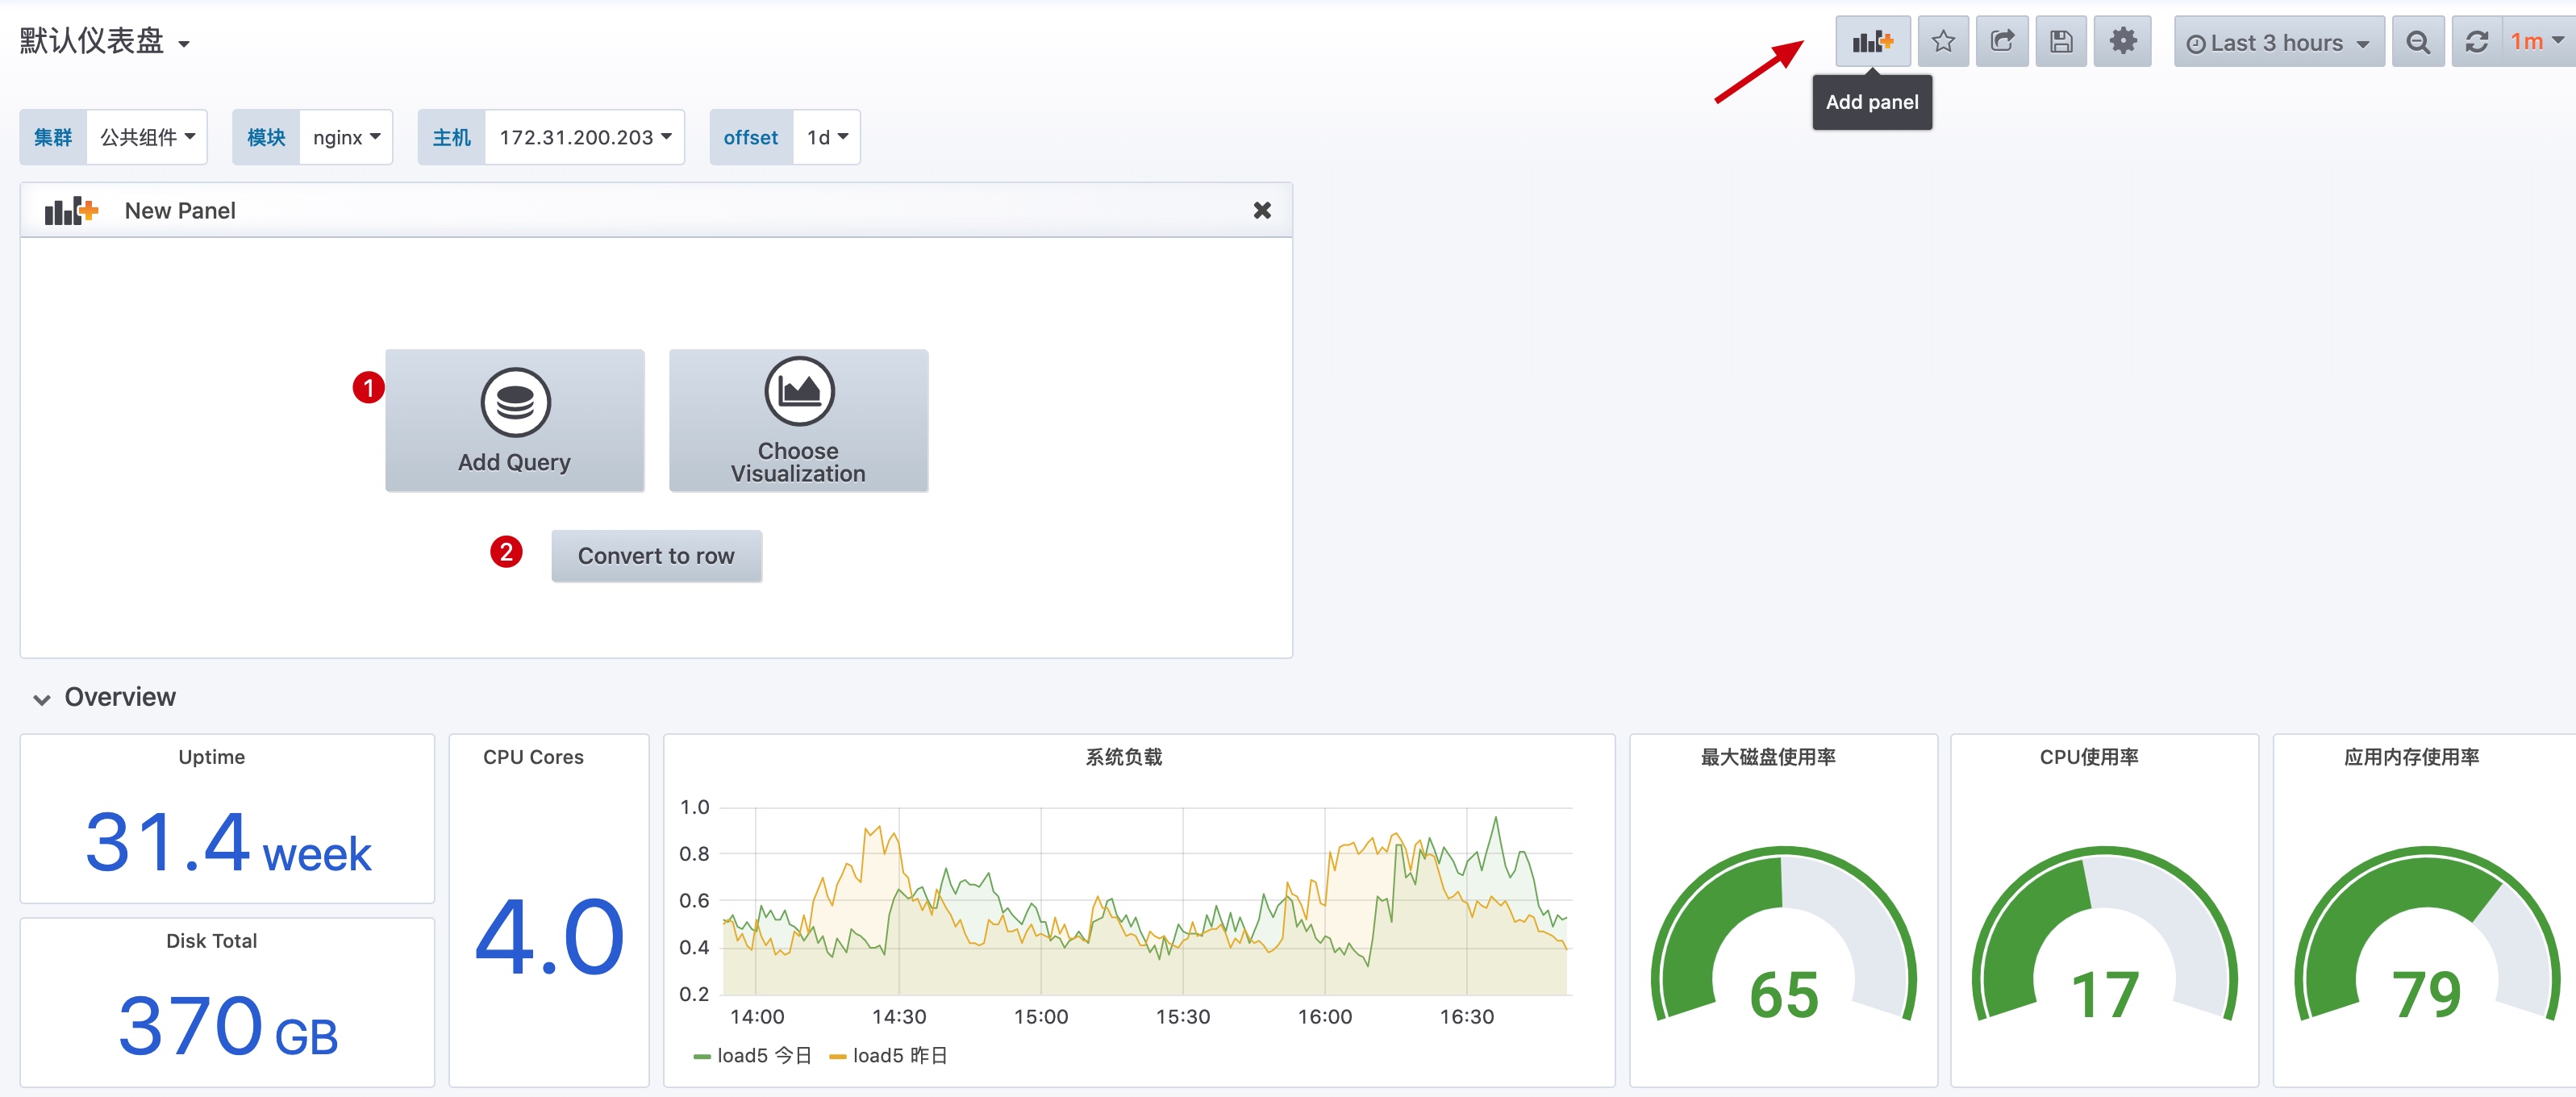 默认仪表盘
Last 3 hours
1m
Add panel
集群 公共组件
模块 nginx
主机 172.31.200.203
offset 1d
New Panel
1
Add Query
Choose
Visualization
2
Convert to row
Overview
Uptime
31.4 week
Disk Total
370 GB
CPU Cores
4.0
系统负载
1.0
0.8
0.6
0.4
0.2
14:00 14:30 15:00 15:30 16:00 16:30
load5 今日 load5 昨日
最大磁盘使用率
65
CPU使用率
17
应用内存使用率
79